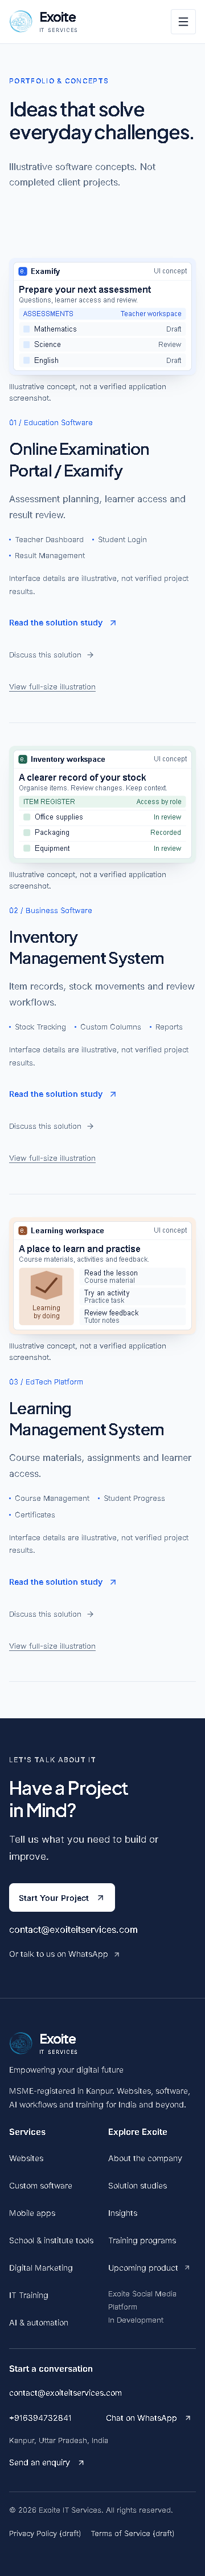 Exoite
IT SERVICES
PORTFOLIO & CONCEPTS
Ideas that solve
everyday challenges.
Illustrative software concepts. Not
completed client projects.
e. Examify UI concept
Prepare your next assessment
Questions, learner access and review.
ASSESSMENTS Teacher workspace
Mathematics Draft
Science Review
English Draft
Illustrative concept, not a verified application
screenshot.
01 / Education Software
Online Examination
Portal / Examify
Assessment planning, learner access and
result review.
• Teacher Dashboard • Student Login
• Result Management
Interface details are illustrative, not verified project
results.
Read the solution study ↗
Discuss this solution →
View full-size illustration
e. Inventory workspace UI concept
A clearer record of your stock
Organise items. Review changes. Keep context.
ITEM REGISTER Access by role
Office supplies In review
Packaging Recorded
Equipment In review
Illustrative concept, not a verified application
screenshot.
02 / Business Software
Inventory
Management System
Item records, stock movements and review
workflows.
• Stock Tracking • Custom Columns • Reports
Interface details are illustrative, not verified project
results.
Read the solution study ↗
Discuss this solution →
View full-size illustration
e. Learning workspace UI concept
A place to learn and practise
Course materials, activities and feedback.
Learning
by doing
Read the lesson
Course material
Try an activity
Practice task
Review feedback
Tutor notes
Illustrative concept, not a verified application
screenshot.
03 / EdTech Platform
Learning
Management System
Course materials, assignments and learner
access.
• Course Management • Student Progress
• Certificates
Interface details are illustrative, not verified project
results.
Read the solution study ↗
Discuss this solution →
View full-size illustration
LET'S TALK ABOUT IT
Have a Project
in Mind?
Tell us what you need to build or
improve.
Start Your Project ↗
contact@exoiteitservices.com
Or talk to us on WhatsApp ↗
Exoite
IT SERVICES
Empowering your digital future
MSME-registered in Kanpur. Websites, software,
AI workflows and training for India and beyond.
Services
Websites
Custom software
Mobile apps
School & institute tools
Digital Marketing
IT Training
AI & automation
Explore Exoite
About the company
Solution studies
Insights
Training programs
Upcoming product ↗
Exoite Social Media
Platform
In Development
Start a conversation
contact@exoiteitservices.com
+916394732841 Chat on WhatsApp ↗
Kanpur, Uttar Pradesh, India
Send an enquiry ↗
© 2026 Exoite IT Services. All rights reserved.
Privacy Policy (draft) Terms of Service (draft)